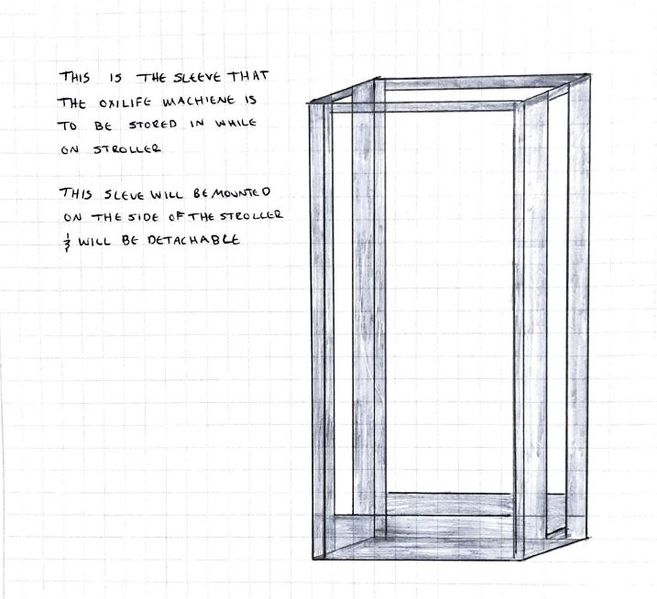 THIS IS THE SLEEVE THAT
THE OXILIFE MACHIENE IS
TO BE STORED IN WHILE
ON STROLLER
THIS SLEVE WILL BE MOUNTED
ON THE SIDE OF THE STROLLER
& WILL BE DETACHABLE